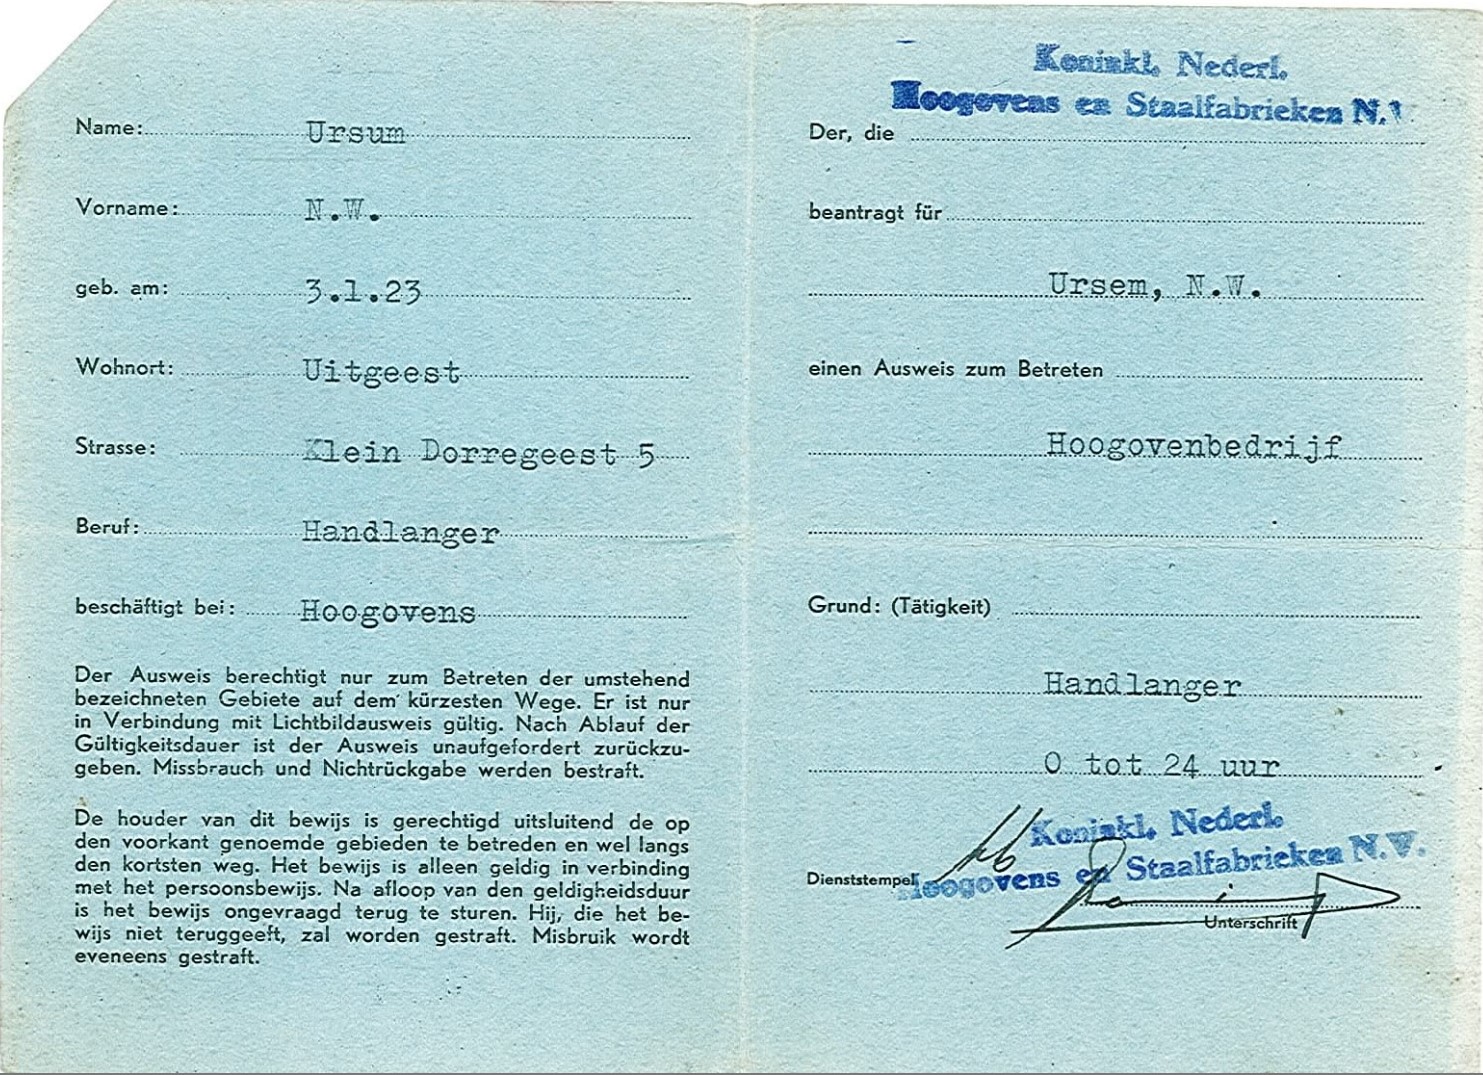 Name: Ursum
Vorname: N.W.
geb. am: 3.1.23
Wohnort: Uitgeest
Strasse: Klein Dorregeest 5
Beruf: Handlanger
beschäftigt bei: Hoogovens
Der Ausweis berechtigt nur zum Betreten der umstehend
bezeichneten Gebiete auf dem kürzesten Wege. Er ist nur
in Verbindung mit Lichtbildausweis gültig. Nach Ablauf der
Gültigkeitsdauer ist der Ausweis unaufgefordert zurückzu-
geben. Missbrauch und Nichtrückgabe werden bestraft.
De houder van dit bewijs is gerechtigd uitsluitend de op
den voorkant genoemde gebieden te betreden en wel langs
den kortsten weg. Het bewijs is alleen geldig in verbinding
met het persoonsbewijs. Na afloop van den geldigheidsduur
is het bewijs ongevraagd terug te sturen. Hij, die het be-
wijs niet teruggeeft, zal worden gestraft. Misbruik wordt
eveneens gestraft.
Koninkl. Nederl.
Hoogovens en Staalfabrieken N.V.
Der, die
beantragt für
Ursem, N.W.
einen Ausweis zum Betreten
Hoogovenbedrijf
Grund: (Tätigkeit)
Handlanger
0 tot 24 uur
Koninkl. Nederl.
Dienststempel Hoogovens en Staalfabrieken N.V.
Unterschrift